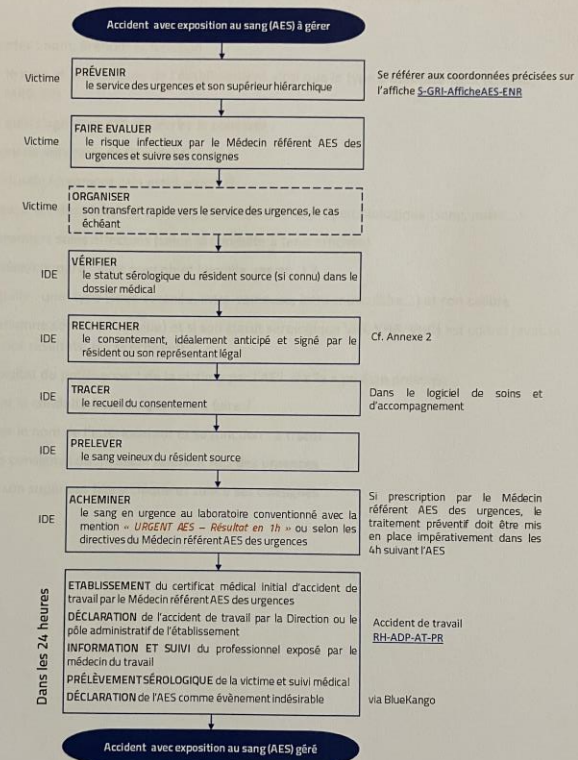 Accident avec exposition au sang (AES) à gérer
Victime
PRÉVENIR
le service des urgences et son supérieur hiérarchique
Se référer aux coordonnées précisées sur
l'affiche S-GRI-AfficheAES-ENR
Victime
FAIRE EVALUER
le risque infectieux par le Médecin référent AES des
urgences et suivre ses consignes
Victime
ORGANISER
son transfert rapide vers le service des urgences, le cas
échéant
IDE
VÉRIFIER
le statut sérologique du résident source (si connu) dans le
dossier médical
IDE
RECHERCHER
le consentement, idéalement anticipé et signé par le
résident ou son représentant légal
Cf. Annexe 2
IDE
TRACER
le recueil du consentement
Dans le logiciel de soins et
d'accompagnement
IDE
PRELEVER
le sang veineux du résident source
IDE
ACHEMINER
le sang en urgence au laboratoire conventionné avec la
mention « URGENT AES – Résultat en 1h » ou selon les
directives du Médecin référent AES des urgences
Si prescription par le Médecin
référent AES des urgences, le
traitement préventif doit être mis
en place impérativement dans les
4h suivant l'AES
Dans les 24 heures
ETABLISSEMENT du certificat médical initial d'accident de
travail par le Médecin référent AES des urgences
DÉCLARATION de l'accident de travail par la Direction ou le
pôle administratif de l'établissement
Accident de travail
RH-ADP-AT-PR
INFORMATION ET SUIVI du professionnel exposé par le
médecin du travail
PRÉLÈVEMENT SÉROLOGIQUE de la victime et suivi médical
DÉCLARATION de l'AES comme évènement indésirable
via BlueKango
Accident avec exposition au sang (AES) géré